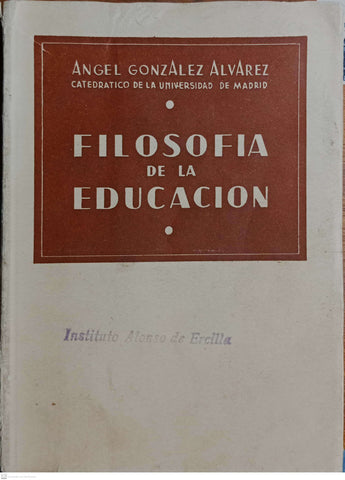 ANGEL GONZALEZ ALVAREZ
CATEDRATICO DE LA UNIVERSIDAD DE MADRID
FILOSOFIA
DE LA
EDUCACION
Instituto Alonso de Ercilla